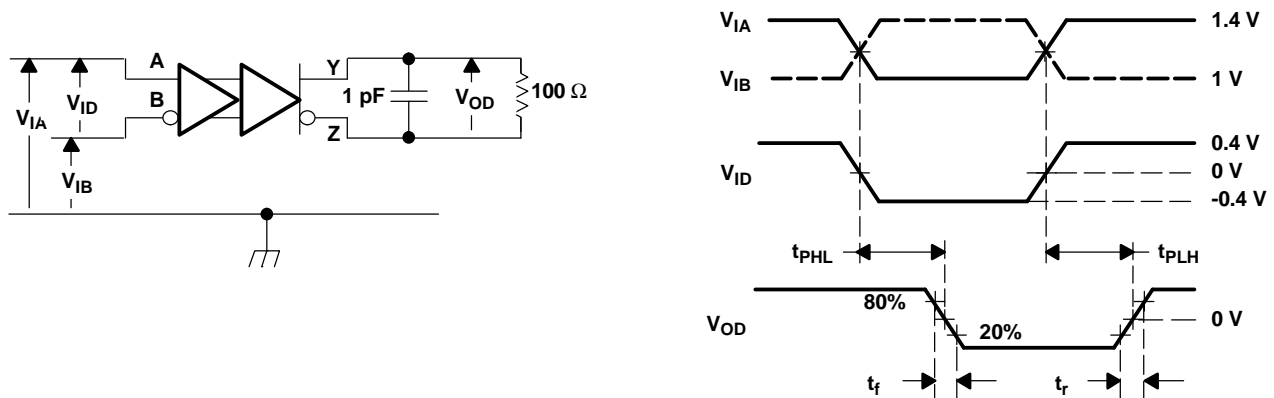 A
B
V_ID
V_IA
V_IB
Y
1 pF
Z
V_OD
100 Ω
V_IA
1.4 V
V_IB
1 V
V_ID
0.4 V
0 V
-0.4 V
t_PHL
t_PLH
80%
V_OD
20%
0 V
t_f
t_r